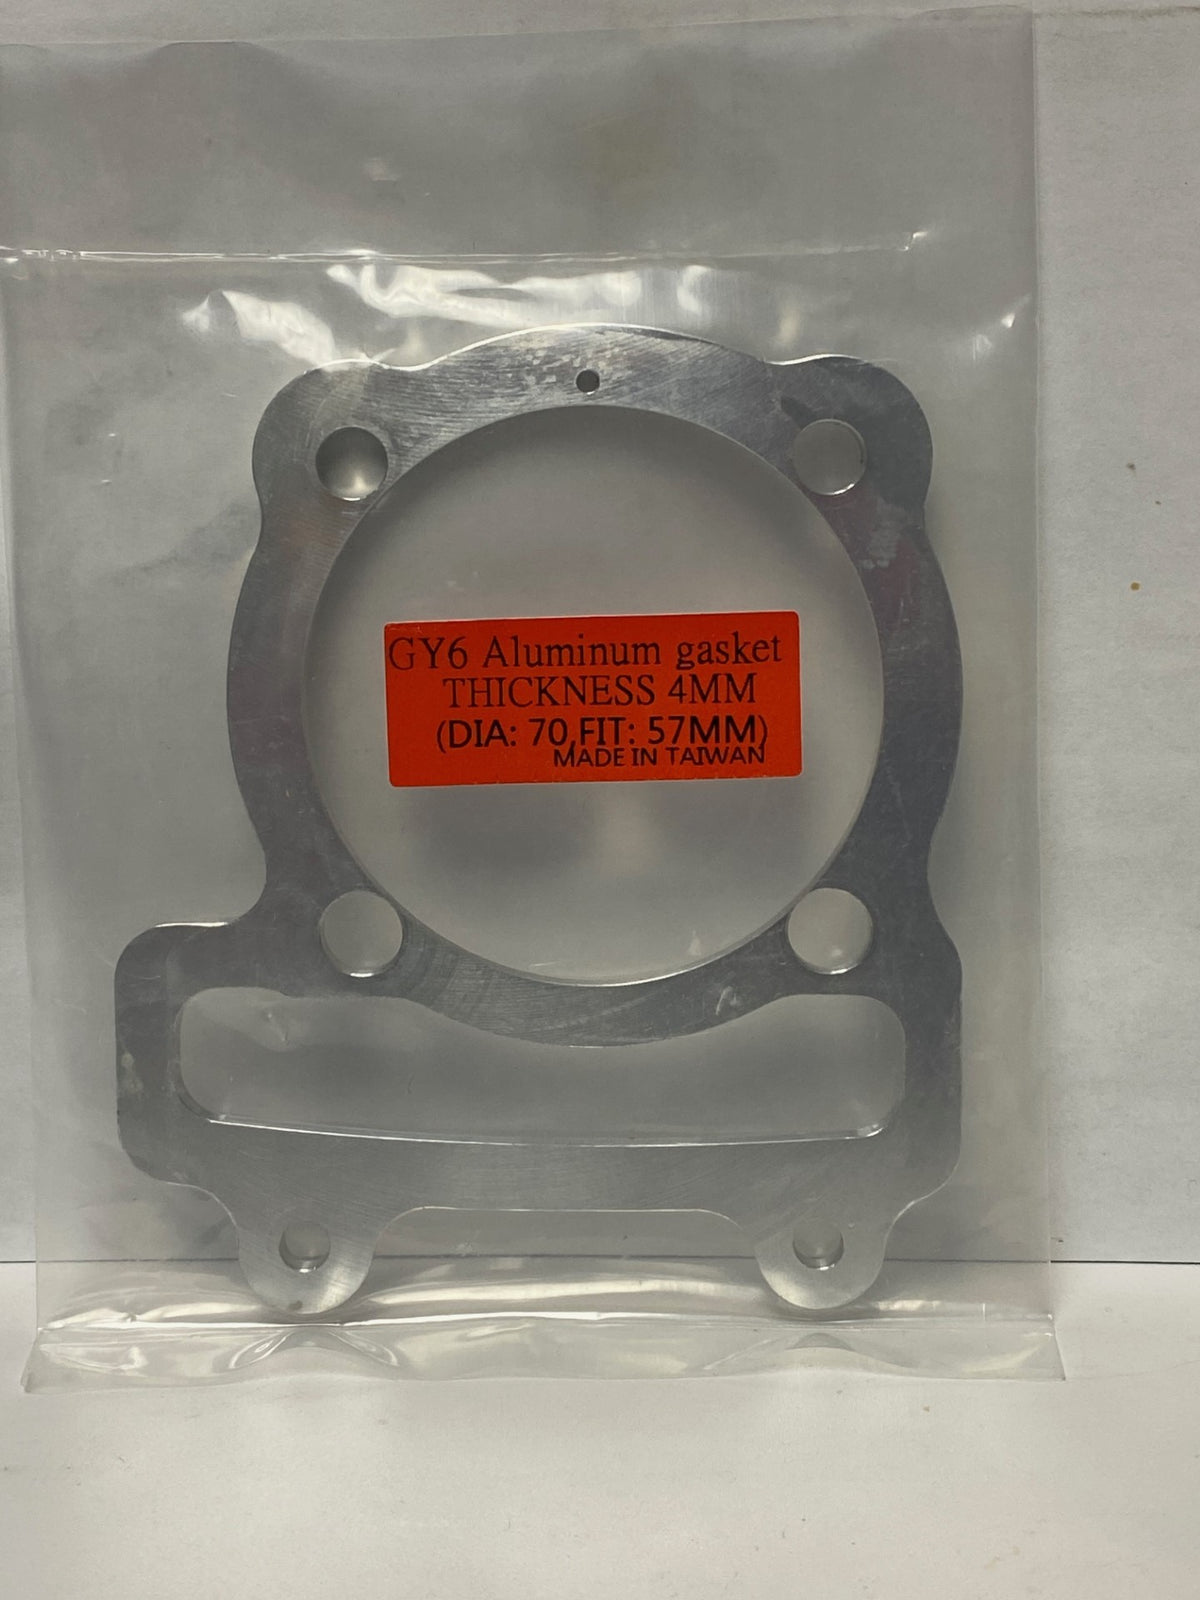 GY6 Aluminum gasket
THICKNESS 4MM
(DIA: 70,FIT: 57MM)
MADE IN TAIWAN